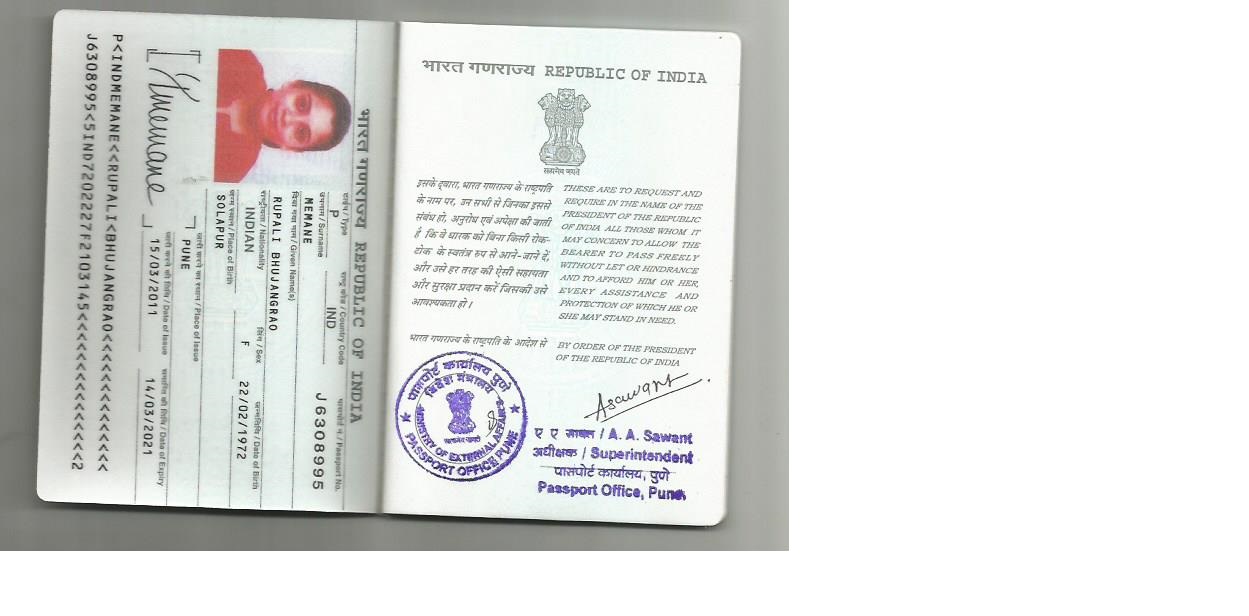 भारत गणराज्य REPUBLIC OF INDIA
टाईप / Type
P
राष्ट्र कोड / Country Code
IND
पासपोर्ट नं. / Passport No.
J6308995
उपनाम / Surname
MEMANE
दिया गया नाम / Given Name(s)
RUPALI BHUJANGRAO
राष्ट्रीयता / Nationality
INDIAN
लिंग / Sex
F
जन्मतिथि / Date of Birth
22/02/1972
जन्म स्थान / Place of Birth
SOLAPUR
जारी करने का स्थान / Place of Issue
PUNE
जारी करने की तिथि / Date of Issue
15/03/2011
समाप्ति की तिथि / Date of Expiry
14/03/2021
Rmemane
P<INDMEMANE<<RUPALI<BHUJANGRAO<<<<<<<<<<<<<<
J6308995<5IND7202227F2103145<<<<<<<<<<<<<<<2
भारत गणराज्य REPUBLIC OF INDIA
सत्यमेव जयते
इसके द्वारा, भारत गणराज्य के राष्ट्रपति
के नाम पर, उन सभी से जिनका इससे
संबंध हो, अनुरोध एवं अपेक्षा की जाती
है कि वे धारक को बिना किसी रोक-
टोक के स्वतंत्र रुप से आने-जाने दें,
और उसे हर तरह की ऐसी सहायता
और सुरक्षा प्रदान करें जिसकी उसे
आवश्यकता हो।
THESE ARE TO REQUEST AND
REQUIRE IN THE NAME OF THE
PRESIDENT OF THE REPUBLIC
OF INDIA ALL THOSE WHOM IT
MAY CONCERN TO ALLOW THE
BEARER TO PASS FREELY
WITHOUT LET OR HINDRANCE
AND TO AFFORD HIM OR HER,
EVERY ASSISTANCE AND
PROTECTION OF WHICH HE OR
SHE MAY STAND IN NEED.
भारत गणराज्य के राष्ट्रपति के आदेश से
BY ORDER OF THE PRESIDENT
OF THE REPUBLIC OF INDIA
पासपोर्ट कार्यालय पुणे
विदेश मंत्रालय
सत्यमेव जयते
MINISTRY OF EXTERNAL AFFAIRS
PASSPORT OFFICE PUNE
Asawant
ए ए सावंत / A. A. Sawant
अधीक्षक / Superintendent
पासपोर्ट कार्यालय, पुणे
Passport Office, Pune.